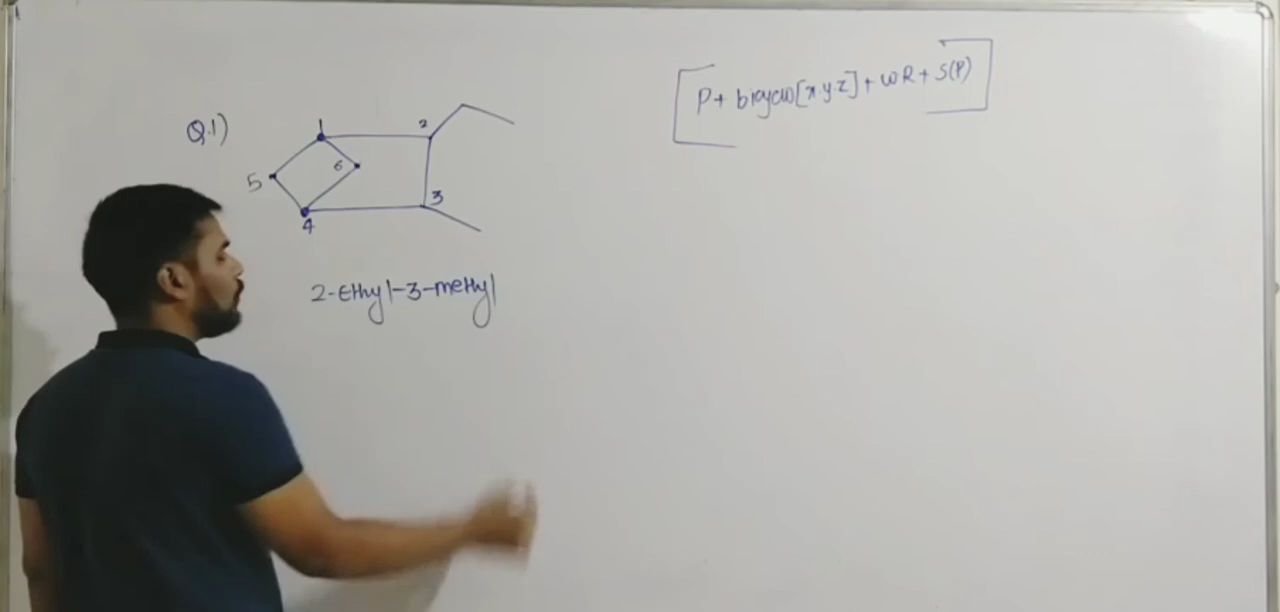 P+ bicyclo[x y z] + WR + S(P)
Q.1)
1
2
6
5
3
4
2-Ethyl-3-methyl